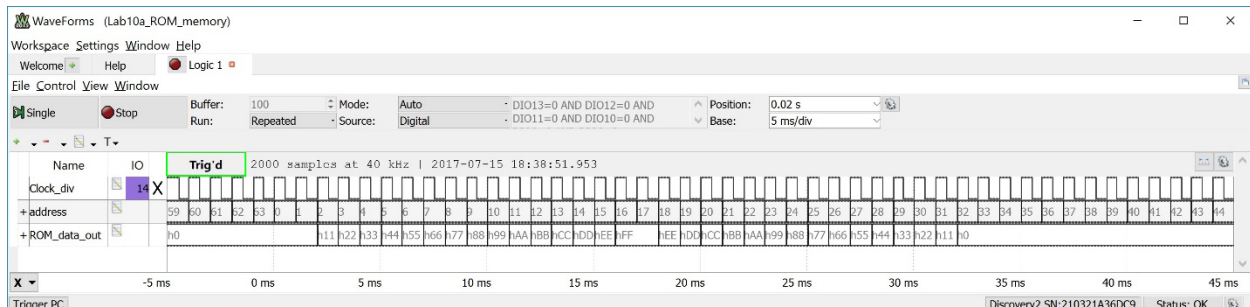 WaveForms (Lab10a_ROM_memory)
Workspace Settings Window Help
Welcome Help Logic 1
File Control View Window
Single Stop Buffer: 100 Mode: Auto DIO13=0 AND DIO12=0 AND Position: 0.02 s
Run: Repeated Source: Digital DIO11=0 AND DIO10=0 AND Base: 5 ms/div
T
Name IO Trig'd 2000 samples at 40 kHz | 2017-07-15 18:38:51.953
Clock_div 14 X
+ address 59 60 61 62 63 0 1 2 3 4 5 6 7 8 9 10 11 12 13 14 15 16 17 18 19 20 21 22 23 24 25 26 27 28 29 30 31 32 33 34 35 36 37 38 39 40 41 42 43 44
+ ROM_data_out h0 h11 h22 h33 h44 h55 h66 h77 h88 h99 hAA hBB hCC hDD hEE hFF hEE hDD hCC hBB hAA h99 h88 h77 h66 h55 h44 h33 h22 h11 h0
X -5 ms 0 ms 5 ms 10 ms 15 ms 20 ms 25 ms 30 ms 35 ms 40 ms 45 ms
Trigger PC Discovery2 SN:210321A36DC9 Status: OK